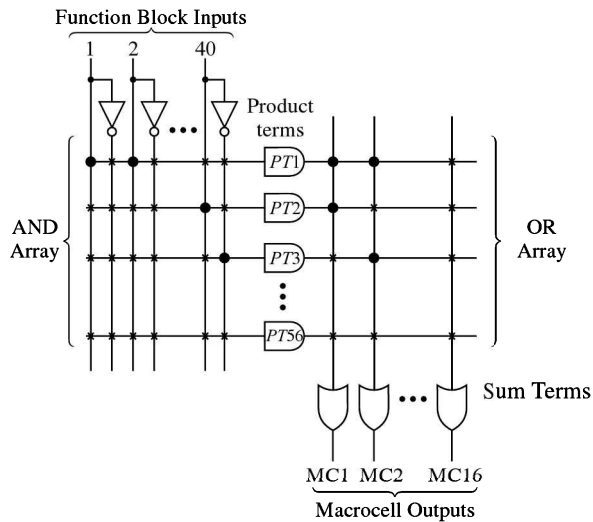 Function Block Inputs
1 2 40
Product
terms
PT1
PT2
AND
Array
OR
Array
PT3
PT56
Sum Terms
MC1 MC2 MC16
Macrocell Outputs